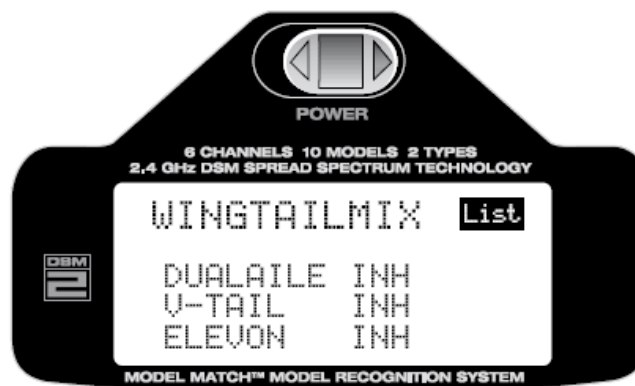 POWER
6 CHANNELS 10 MODELS 2 TYPES
2.4 GHz DSM SPREAD SPECTRUM TECHNOLOGY
WINGTAILMIX List
DSM
2
DUALAILE INH
V-TAIL INH
ELEVON INH
MODEL MATCH™ MODEL RECOGNITION SYSTEM